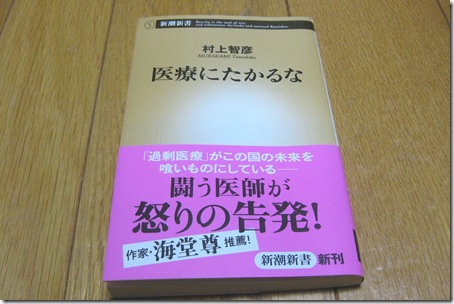 新潮新書
村上智彦
MURAKAMI Tomohiko
医療にたかるな
「過剰医療」がこの国の未来を
喰いものにしている――
闘う医師が
怒りの告発!
作家・海堂尊 推薦!
新潮新書 新刊